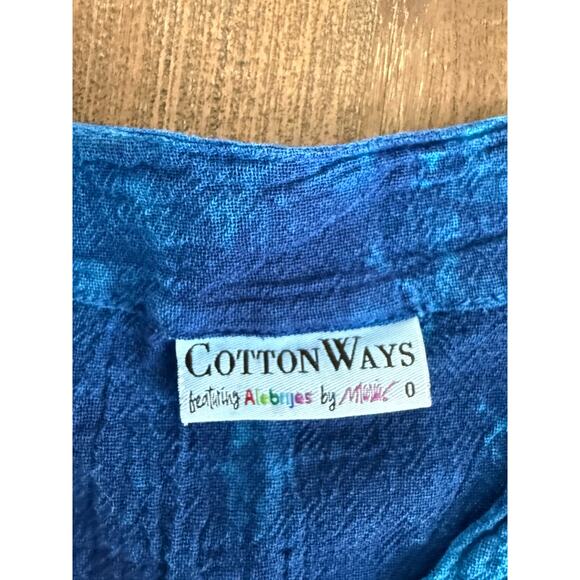 COTTON WAYS
featuring Alebrijes by 0